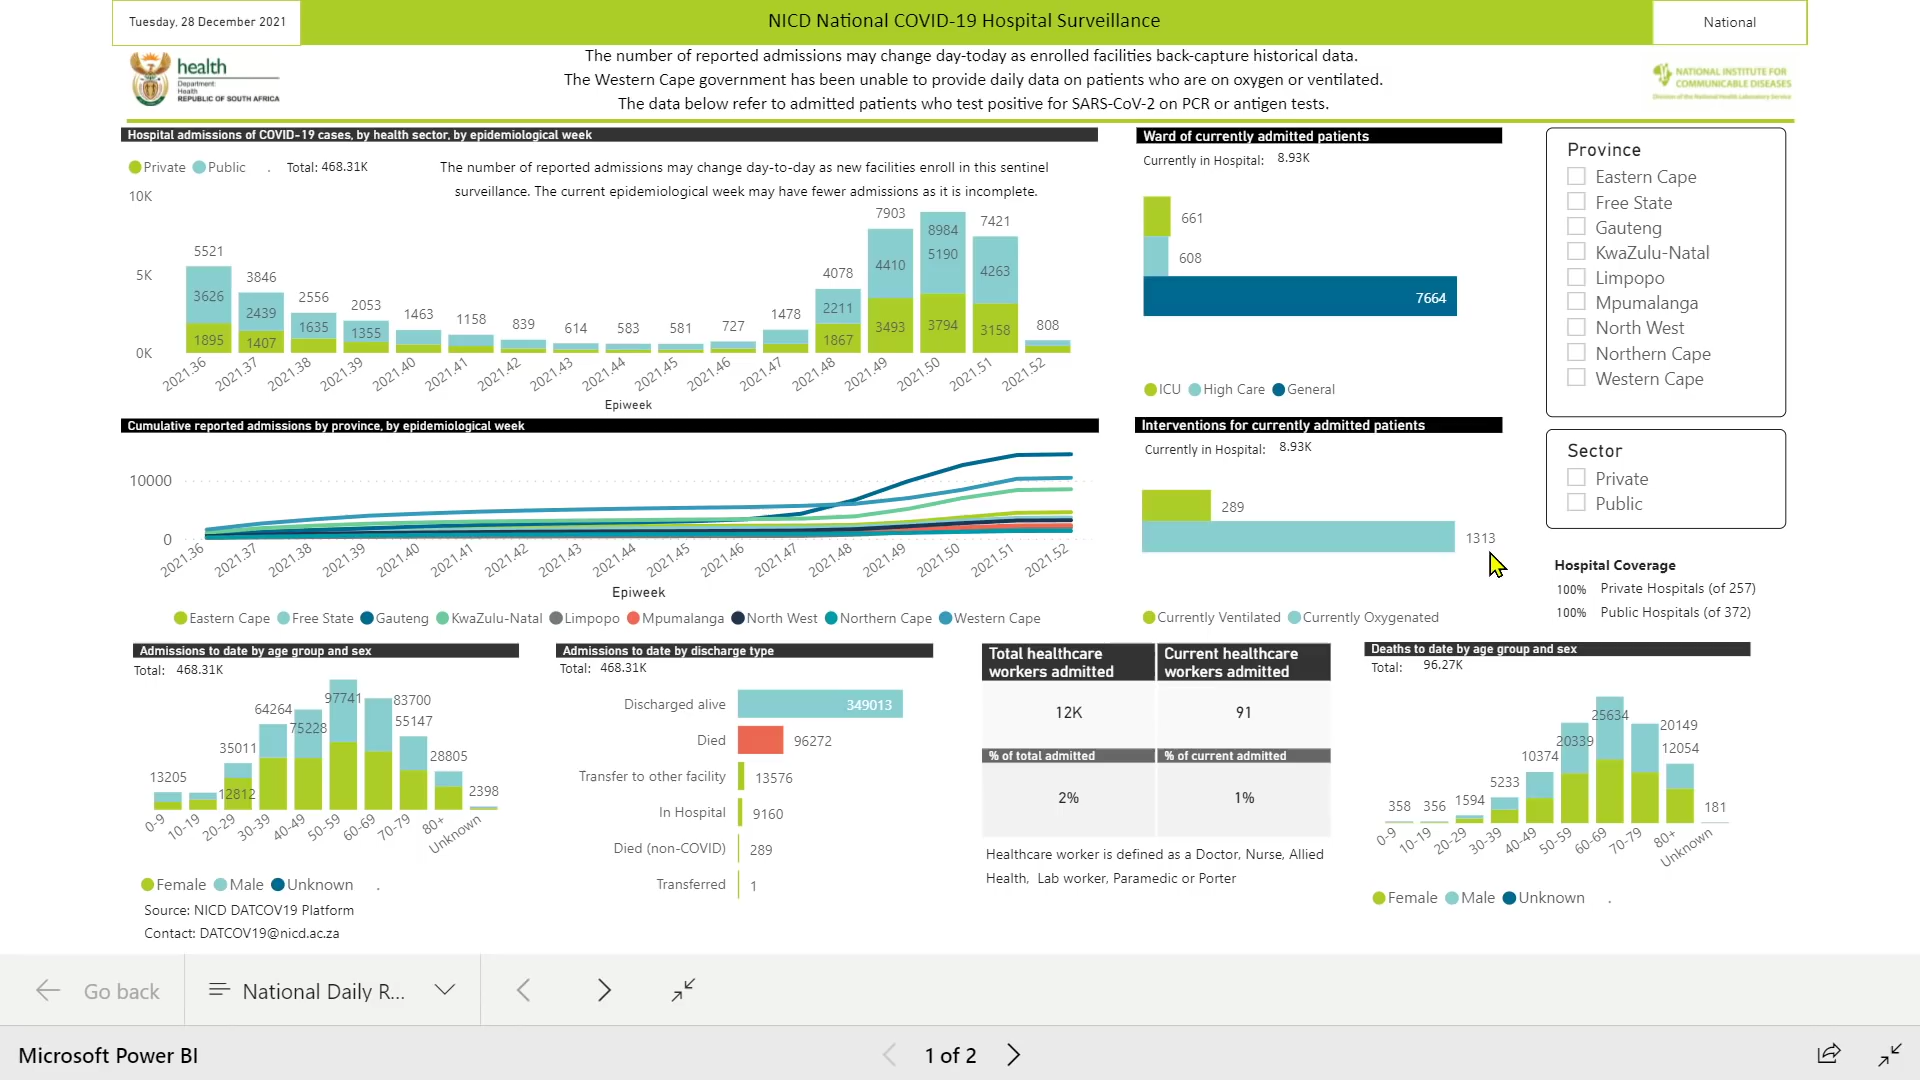 Tuesday, 28 December 2021
NICD National COVID-19 Hospital Surveillance
National
health
Department:
Health
REPUBLIC OF SOUTH AFRICA
The number of reported admissions may change day-today as enrolled facilities back-capture historical data.
The Western Cape government has been unable to provide daily data on patients who are on oxygen or ventilated.
The data below refer to admitted patients who test positive for SARS-CoV-2 on PCR or antigen tests.
NATIONAL INSTITUTE FOR
COMMUNICABLE DISEASES
Division of the National Health Laboratory Service
Hospital admissions of COVID-19 cases, by health sector, by epidemiological week
Private Public . Total: 468.31K
The number of reported admissions may change day-to-day as new facilities enroll in this sentinel
surveillance. The current epidemiological week may have fewer admissions as it is incomplete.
10K
5K
0K
5521 3846 2556 2053 1463 1158 839 614 583 581 727 1478 4078 7903 8984 7421 808
3626 2439 1635 1355 2211 4410 5190 4263
1895 1407 1867 3493 3794 3158
2021.36 2021.37 2021.38 2021.39 2021.40 2021.41 2021.42 2021.43 2021.44 2021.45 2021.46 2021.47 2021.48 2021.49 2021.50 2021.51 2021.52
Epiweek
Ward of currently admitted patients
Currently in Hospital: 8.93K
661
608
7664
ICU High Care General
Province
Eastern Cape
Free State
Gauteng
KwaZulu-Natal
Limpopo
Mpumalanga
North West
Northern Cape
Western Cape
Cumulative reported admissions by province, by epidemiological week
10000
0
2021.36 2021.37 2021.38 2021.39 2021.40 2021.41 2021.42 2021.43 2021.44 2021.45 2021.46 2021.47 2021.48 2021.49 2021.50 2021.51 2021.52
Epiweek
Eastern Cape Free State Gauteng KwaZulu-Natal Limpopo Mpumalanga North West Northern Cape Western Cape
Interventions for currently admitted patients
Currently in Hospital: 8.93K
289
1313
Currently Ventilated Currently Oxygenated
Sector
Private
Public
Hospital Coverage
100% Private Hospitals (of 257)
100% Public Hospitals (of 372)
Admissions to date by age group and sex
Total: 468.31K
13205 12812 35011 64264 75228 97741 83700 55147 28805 2398
0-9 10-19 20-29 30-39 40-49 50-59 60-69 70-79 80+ Unknown
Female Male Unknown .
Source: NICD DATCOV19 Platform
Contact: DATCOV19@nicd.ac.za
Admissions to date by discharge type
Total: 468.31K
Discharged alive 349013
Died 96272
Transfer to other facility 13576
In Hospital 9160
Died (non-COVID) 289
Transferred 1
Total healthcare
workers admitted
Current healthcare
workers admitted
12K 91
% of total admitted % of current admitted
2% 1%
Healthcare worker is defined as a Doctor, Nurse, Allied
Health, Lab worker, Paramedic or Porter
Deaths to date by age group and sex
Total: 96.27K
358 356 1594 5233 10374 20339 25634 20149 12054 181
0-9 10-19 20-29 30-39 40-49 50-59 60-69 70-79 80+ Unknown
Female Male Unknown .
Go back
National Daily R...
Microsoft Power BI
1 of 2